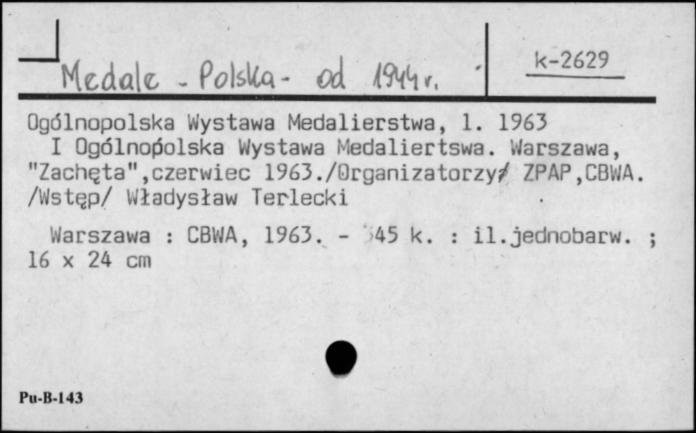 Medale - Polska - od 1944 r.
k-2629
Ogólnopolska Wystawa Medalierstwa, 1. 1963
I Ogólnopolska Wystawa Medaliertswa. Warszawa,
"Zachęta",czerwiec 1963./Organizatorzy/ ZPAP,CBWA.
/Wstęp/ Władysław Terlecki
Warszawa : CBWA, 1963. - 45 k. : il.jednobarw. ;
16 x 24 cm
Pu-B-143